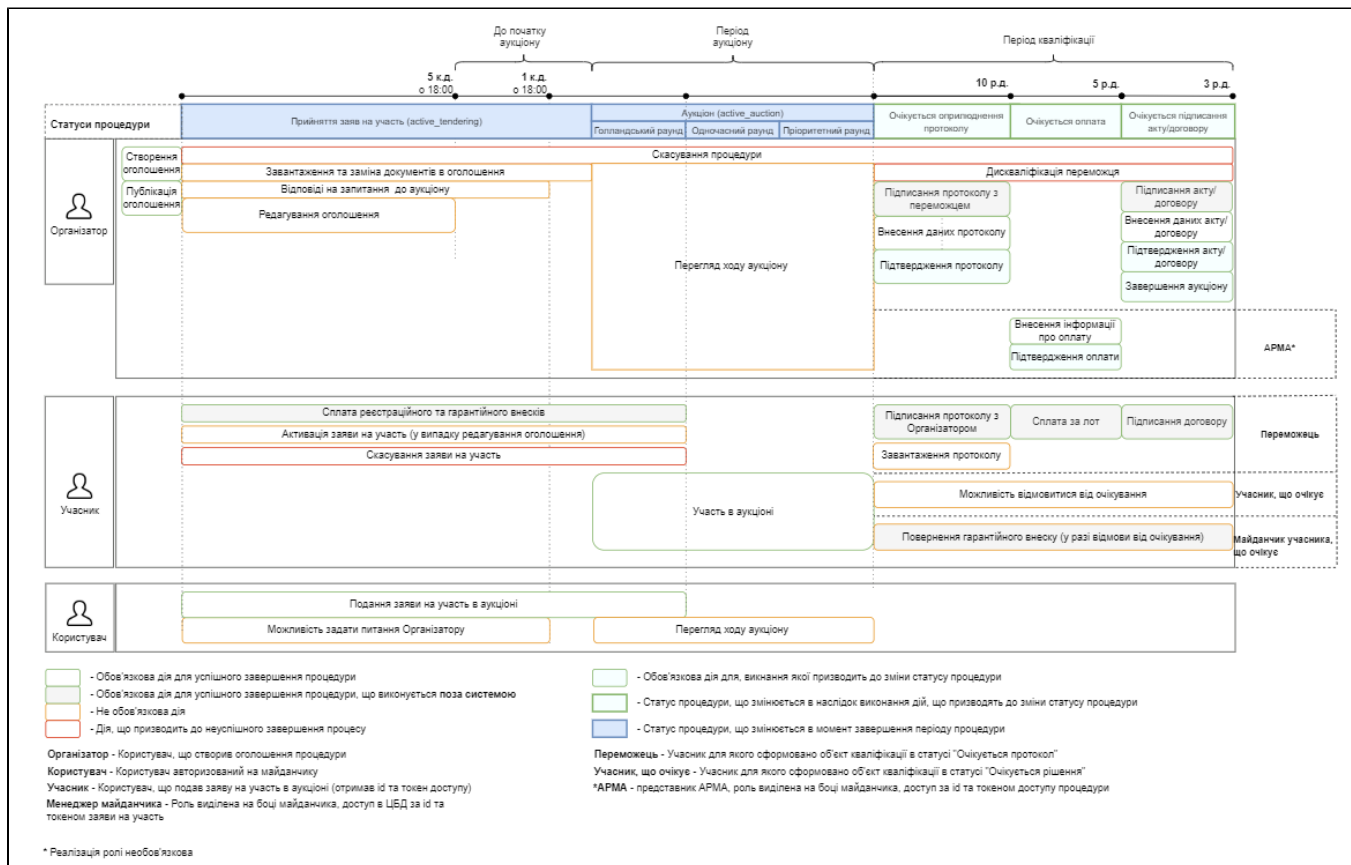 До початку
аукціону
Період
аукціону
Період кваліфікації
5 к.д.
о 18:00
1 к.д.
о 18:00
10 р.д.
5 р.д.
3 р.д.
Статуси процедури
Прийняття заяв на участь (active_tendering)
Аукціон (active_auction)
Голландський раунд
Одночасний раунд
Пріоритетний раунд
Очікується оприлюднення
протоколу
Очікується оплата
Очікується підписання
акту/договору
Організатор
Створення
оголошення
Публікація
оголошення
Скасування процедури
Завантаження та заміна документів в оголошення
Дискваліфікація переможця
Відповіді на запитання до аукціону
Редагування оголошення
Перегляд ходу аукціону
Підписання протоколу з
переможцем
Внесення даних протоколу
Підтвердження протоколу
Підписання акту/
договору
Внесення даних акту/
договору
Підтвердження акту/
договору
Завершення аукціону
Внесення інформації
про оплату
Підтвердження оплати
АРМА*
Учасник
Сплата реєстраційного та гарантійного внесків
Активація заяви на участь (у випадку редагування оголошення)
Скасування заяви на участь
Участь в аукціоні
Підписання протоколу з
Організатором
Сплата за лот
Підписання договору
Завантаження протоколу
Переможець
Можливість відмовитися від очікування
Учасник, що очікує
Повернення гарантійного внеску (у разі відмови від очікування)
Майданчик учасника,
що очікує
Користувач
Подання заяви на участь в аукціоні
Можливість задати питання Організатору
Перегляд ходу аукціону
- Обов'язкова дія для успішного завершення процедури
- Обов'язкова дія для успішного завершення процедури, що виконується поза системою
- Не обов'язкова дія
- Дія, що призводить до неуспішного завершення процесу
- Обов'язкова дія для, викнання якої призводить до зміни статусу процедури
- Статус процедури, що змінюється в наслідок виконання дій, що призводять до зміни статусу процедури
- Статус процедури, що змінюється в момент завершення періоду процедури
Організатор - Користувач, що створив оголошення процедури
Користувач - Користувач авторизований на майданчику
Учасник - Користувач, що подав заяву на участь в аукціоні (отримав id та токен доступу)
Менеджер майданчика - Роль виділена на боці майданчика, доступ в ЦБД за id та
токеном заяви на участь
Переможець - Учасник для якого сформовано об'єкт кваліфікації в статусі "Очікується протокол"
Учасник, що очікує - Учасник для якого сформовано об'єкт кваліфікації в статусі "Очікується рішення"
*АРМА - представник АРМА, роль виділена на боці майданчика, доступ за id та токеном доступу процедури
* Реалізація ролі необов'язкова